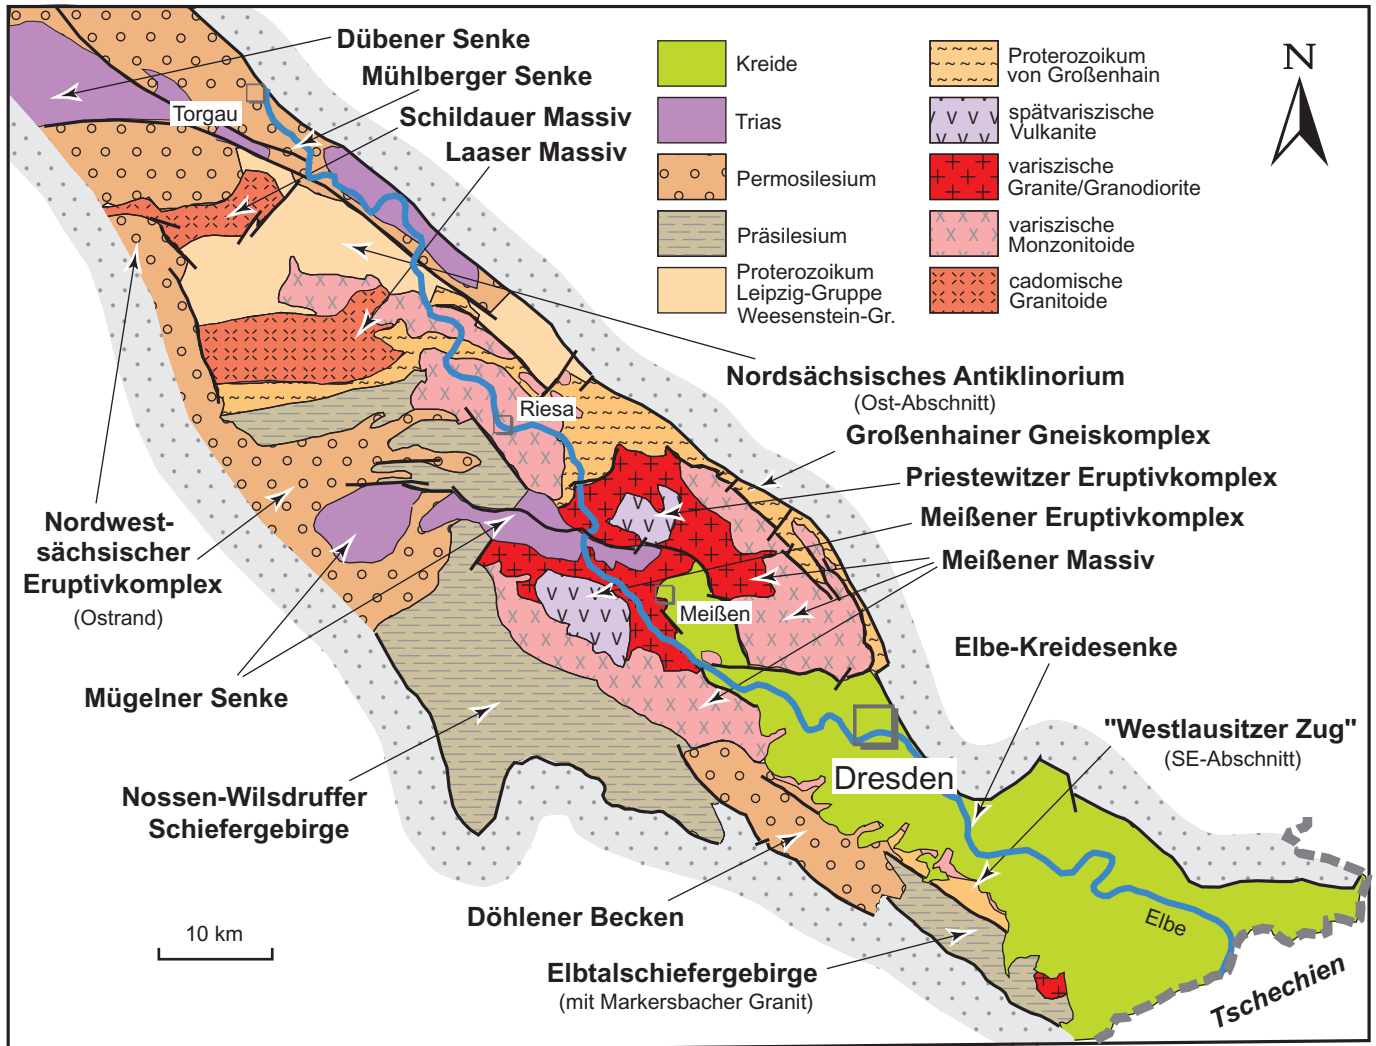 Dübener Senke
Mühlberger Senke
Schildauer Massiv
Laaser Massiv
Torgau
Kreide
Trias
Permosilesium
Präsilesium
Proterozoikum
Leipzig-Gruppe
Weesenstein-Gr.
Proterozoikum
von Großenhain
spätvariszische
Vulkanite
variszische
Granite/Granodiorite
variszische
Monzonitoide
cadomische
Granitoide
N
Nordsächsisches Antiklinorium
(Ost-Abschnitt)
Riesa
Großenhainer Gneiskomplex
Priestewitzer Eruptivkomplex
Meißener Eruptivkomplex
Meißener Massiv
Nordwest-
sächsischer
Eruptivkomplex
(Ostrand)
Meißen
Elbe-Kreidesenke
Mügelner Senke
"Westlausitzer Zug"
(SE-Abschnitt)
Dresden
Nossen-Wilsdruffer
Schiefergebirge
Döhlener Becken
Elbe
10 km
Elbtalschiefergebirge
(mit Markersbacher Granit)
Tschechien